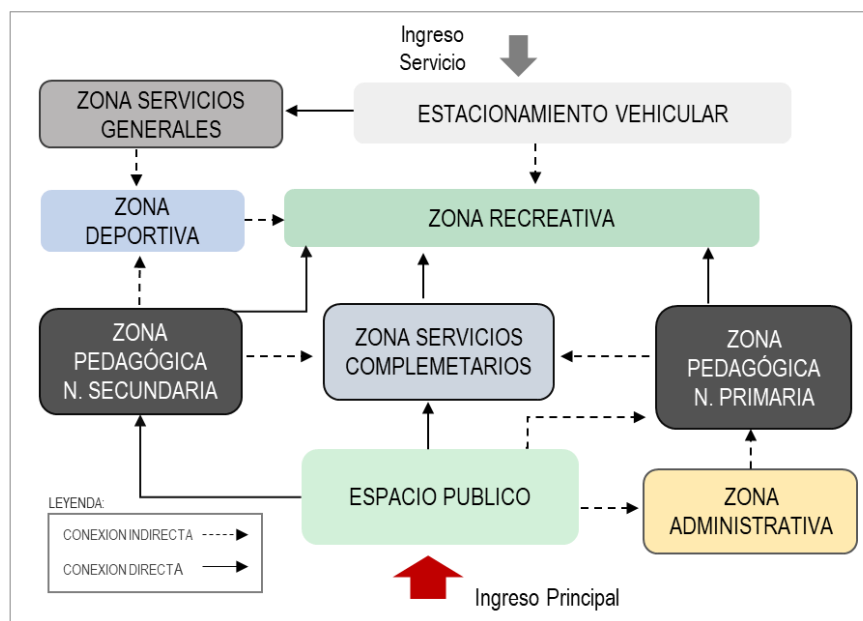 Ingreso
Servicio
ZONA SERVICIOS
GENERALES
ESTACIONAMIENTO VEHICULAR
ZONA
DEPORTIVA
ZONA RECREATIVA
ZONA
PEDAGÓGICA
N. SECUNDARIA
ZONA SERVICIOS
COMPLEMETARIOS
ZONA
PEDAGÓGICA
N. PRIMARIA
ESPACIO PUBLICO
ZONA
ADMINISTRATIVA
LEYENDA:
CONEXION INDIRECTA
CONEXION DIRECTA
Ingreso Principal